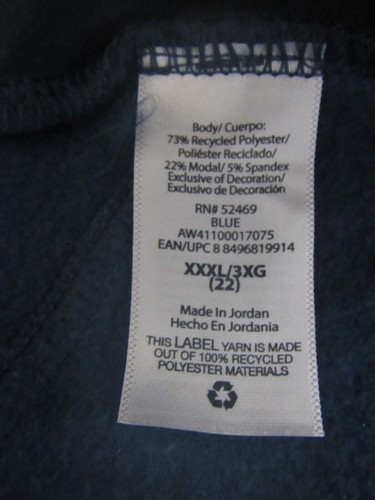 Body/ Cuerpo:
73% Recycled Polyester/
Poliéster Reciclado/
22% Modal/ 5% Spandex
Exclusive of Decoration/
Exclusivo de Decoración
RN# 52469
BLUE
AW41100017075
EAN/UPC 8 8496819914
XXXL/3XG
(22)
Made In Jordan
Hecho En Jordania
THIS LABEL YARN IS MADE
OUT OF 100% RECYCLED
POLYESTER MATERIALS